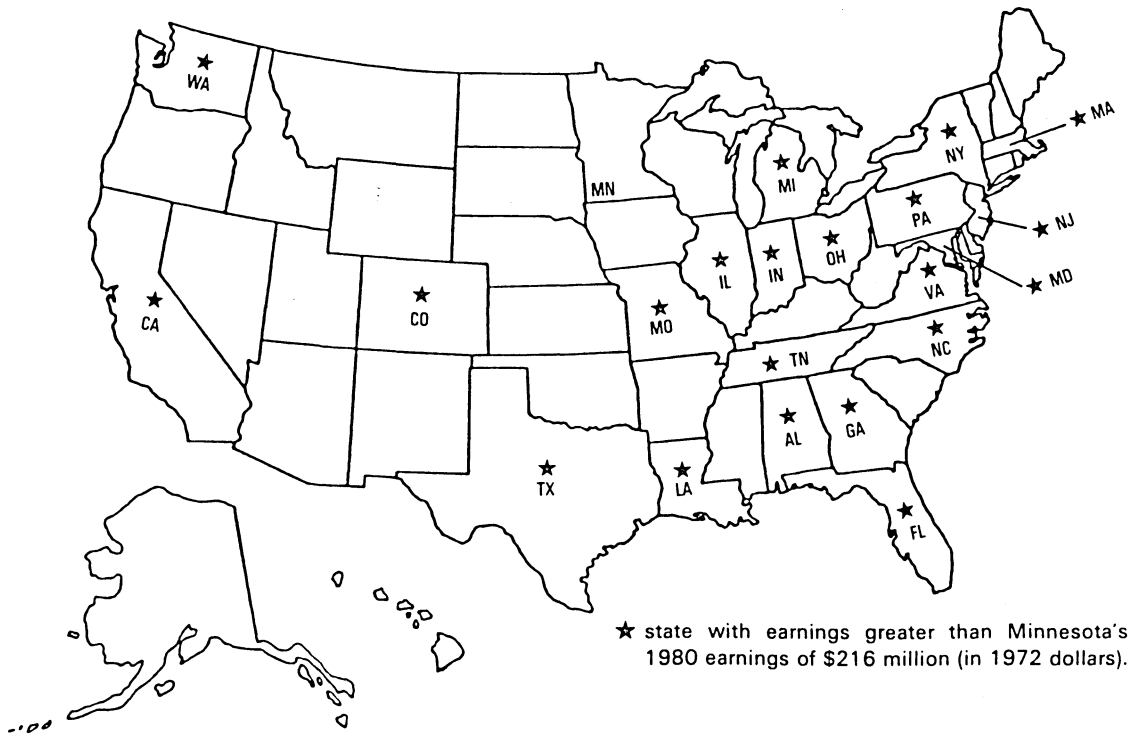 WA
MA
NY
MI
MN
PA
NJ
OH
IL
IN
MD
VA
CA
CO
MO
NC
TN
AL
GA
TX
LA
FL
★ state with earnings greater than Minnesota's
1980 earnings of $216 million (in 1972 dollars).